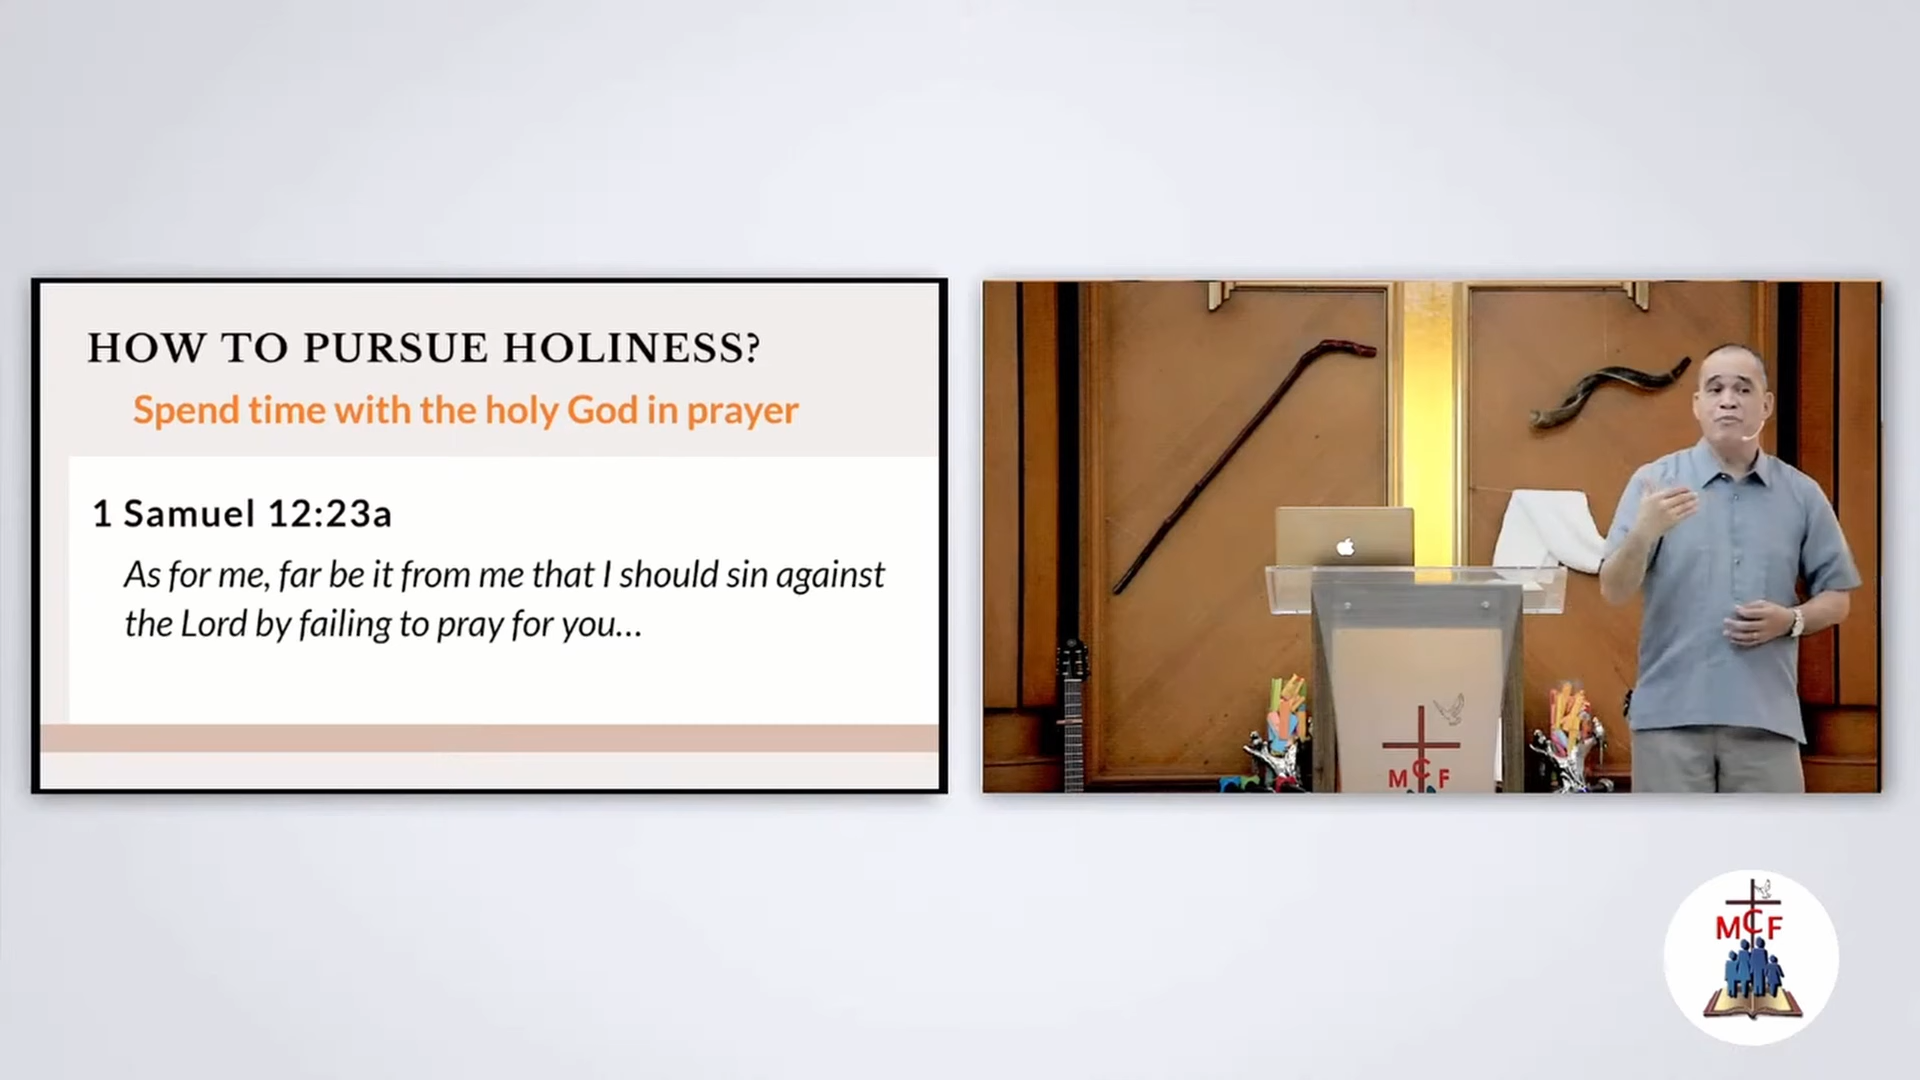 HOW TO PURSUE HOLINESS?
Spend time with the holy God in prayer
1 Samuel 12:23a
As for me, far be it from me that I should sin against
the Lord by failing to pray for you...
MCF
MCF